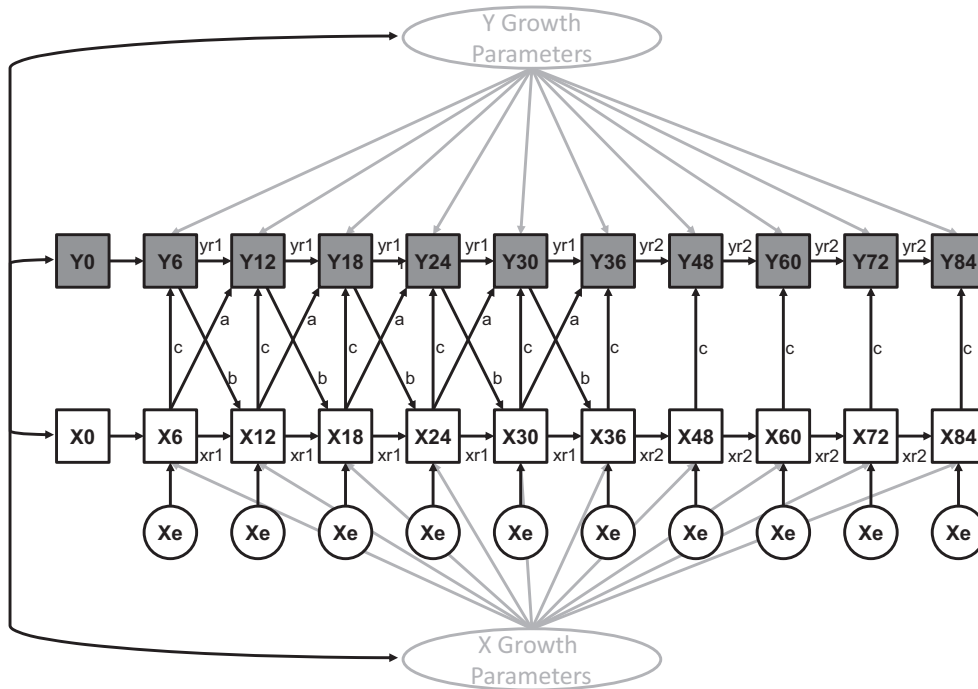 Y Growth
Parameters
yr1 yr1 yr1 yr1 yr1 yr2 yr2 yr2 yr2
Y0 Y6 Y12 Y18 Y24 Y30 Y36 Y48 Y60 Y72 Y84
a a a a a
c c c c c c c c c c
b b b b b
X0 X6 X12 X18 X24 X30 X36 X48 X60 X72 X84
xr1 xr1 xr1 xr1 xr1 xr2 xr2 xr2 xr2
Xe Xe Xe Xe Xe Xe Xe Xe Xe Xe
X Growth
Parameters